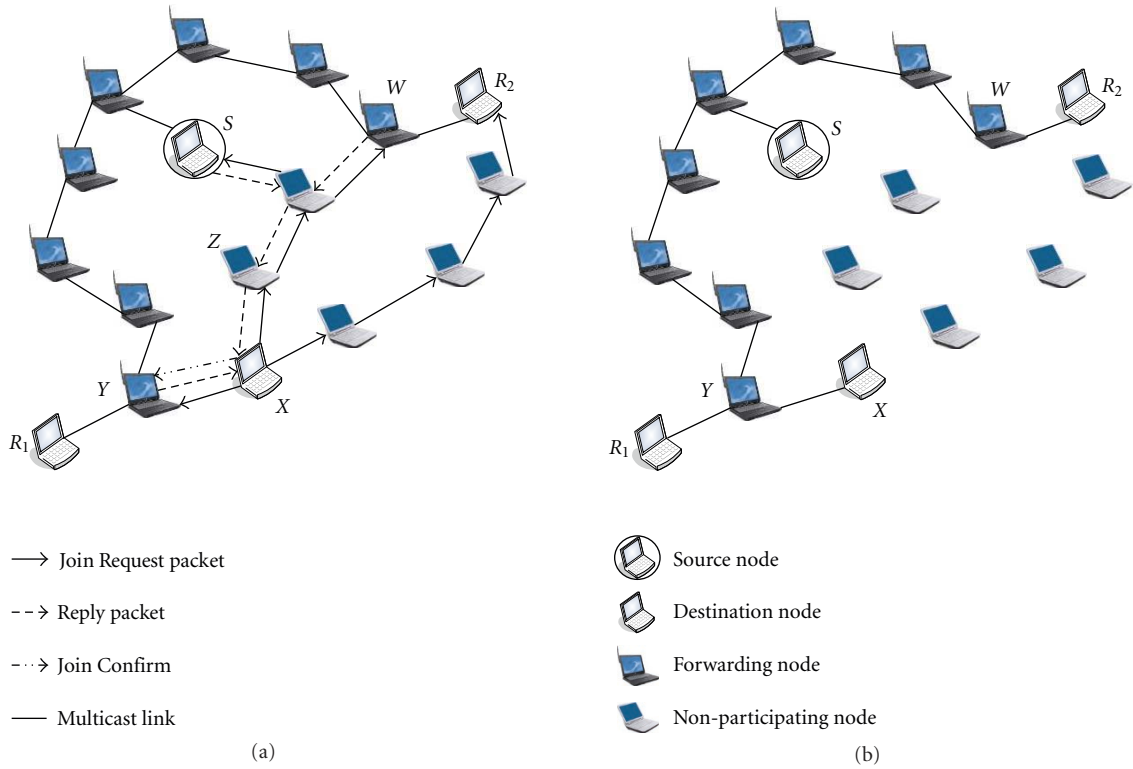 W
R2
S
Z
Y
X
R1
W
R2
S
Y
X
R1
Join Request packet
Reply packet
Join Confirm
Multicast link
(a)
Source node
Destination node
Forwarding node
Non-participating node
(b)